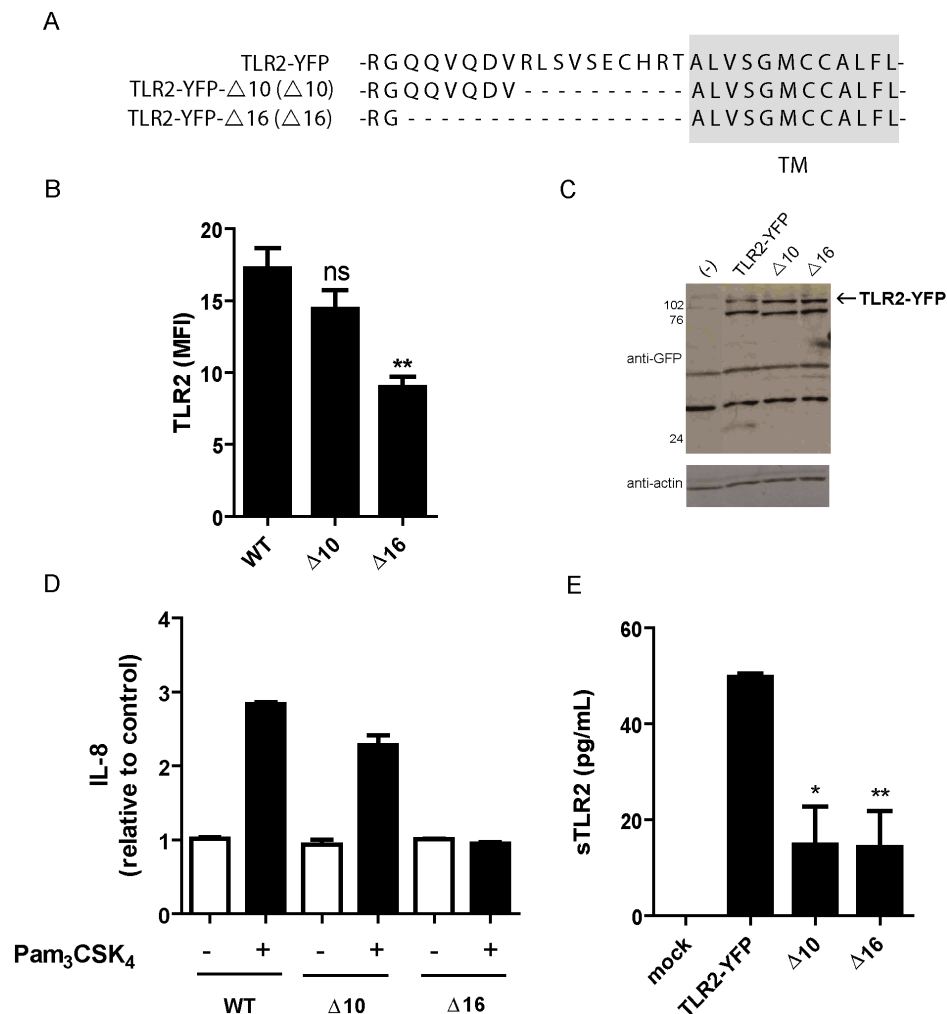 A
TLR2-YFP -RGQQVQDVRLSVSECHRTALVSGMCCALFL-
TLR2-YFP-△10 (△10) -RGQQVQDV - - - - - - - - - - ALVSGMCCALFL-
TLR2-YFP-△16 (△16) -RG - - - - - - - - - - - - - - - - ALVSGMCCALFL-
TM
B
TLR2 (MFI)
20
15
10
5
0
ns
**
WT
Δ10
Δ16
C
(-)
TLR2-YFP
Δ10
Δ16
←TLR2-YFP
102
76
anti-GFP
24
anti-actin
D
IL-8
(relative to control)
4
3
2
1
0
Pam3CSK4
- + - + - +
WT Δ10 Δ16
E
sTLR2 (pg/mL)
60
40
20
0
*
**
mock
TLR2-YFP
Δ10
Δ16